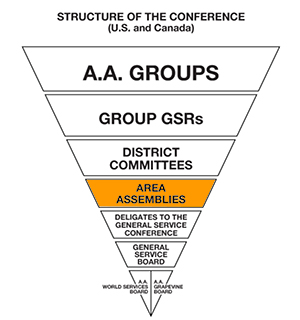 STRUCTURE OF THE CONFERENCE
(U.S. and Canada)
A.A. GROUPS
GROUP GSRs
DISTRICT
COMMITTEES
AREA
ASSEMBLIES
DELIGATES TO THE
GENERAL SERVICE
CONFERENCE
GENERAL
SERVICE
BOARD
A.A.
WORLD SERVICES
BOARD
A.A.
GRAPEVINE
BOARD